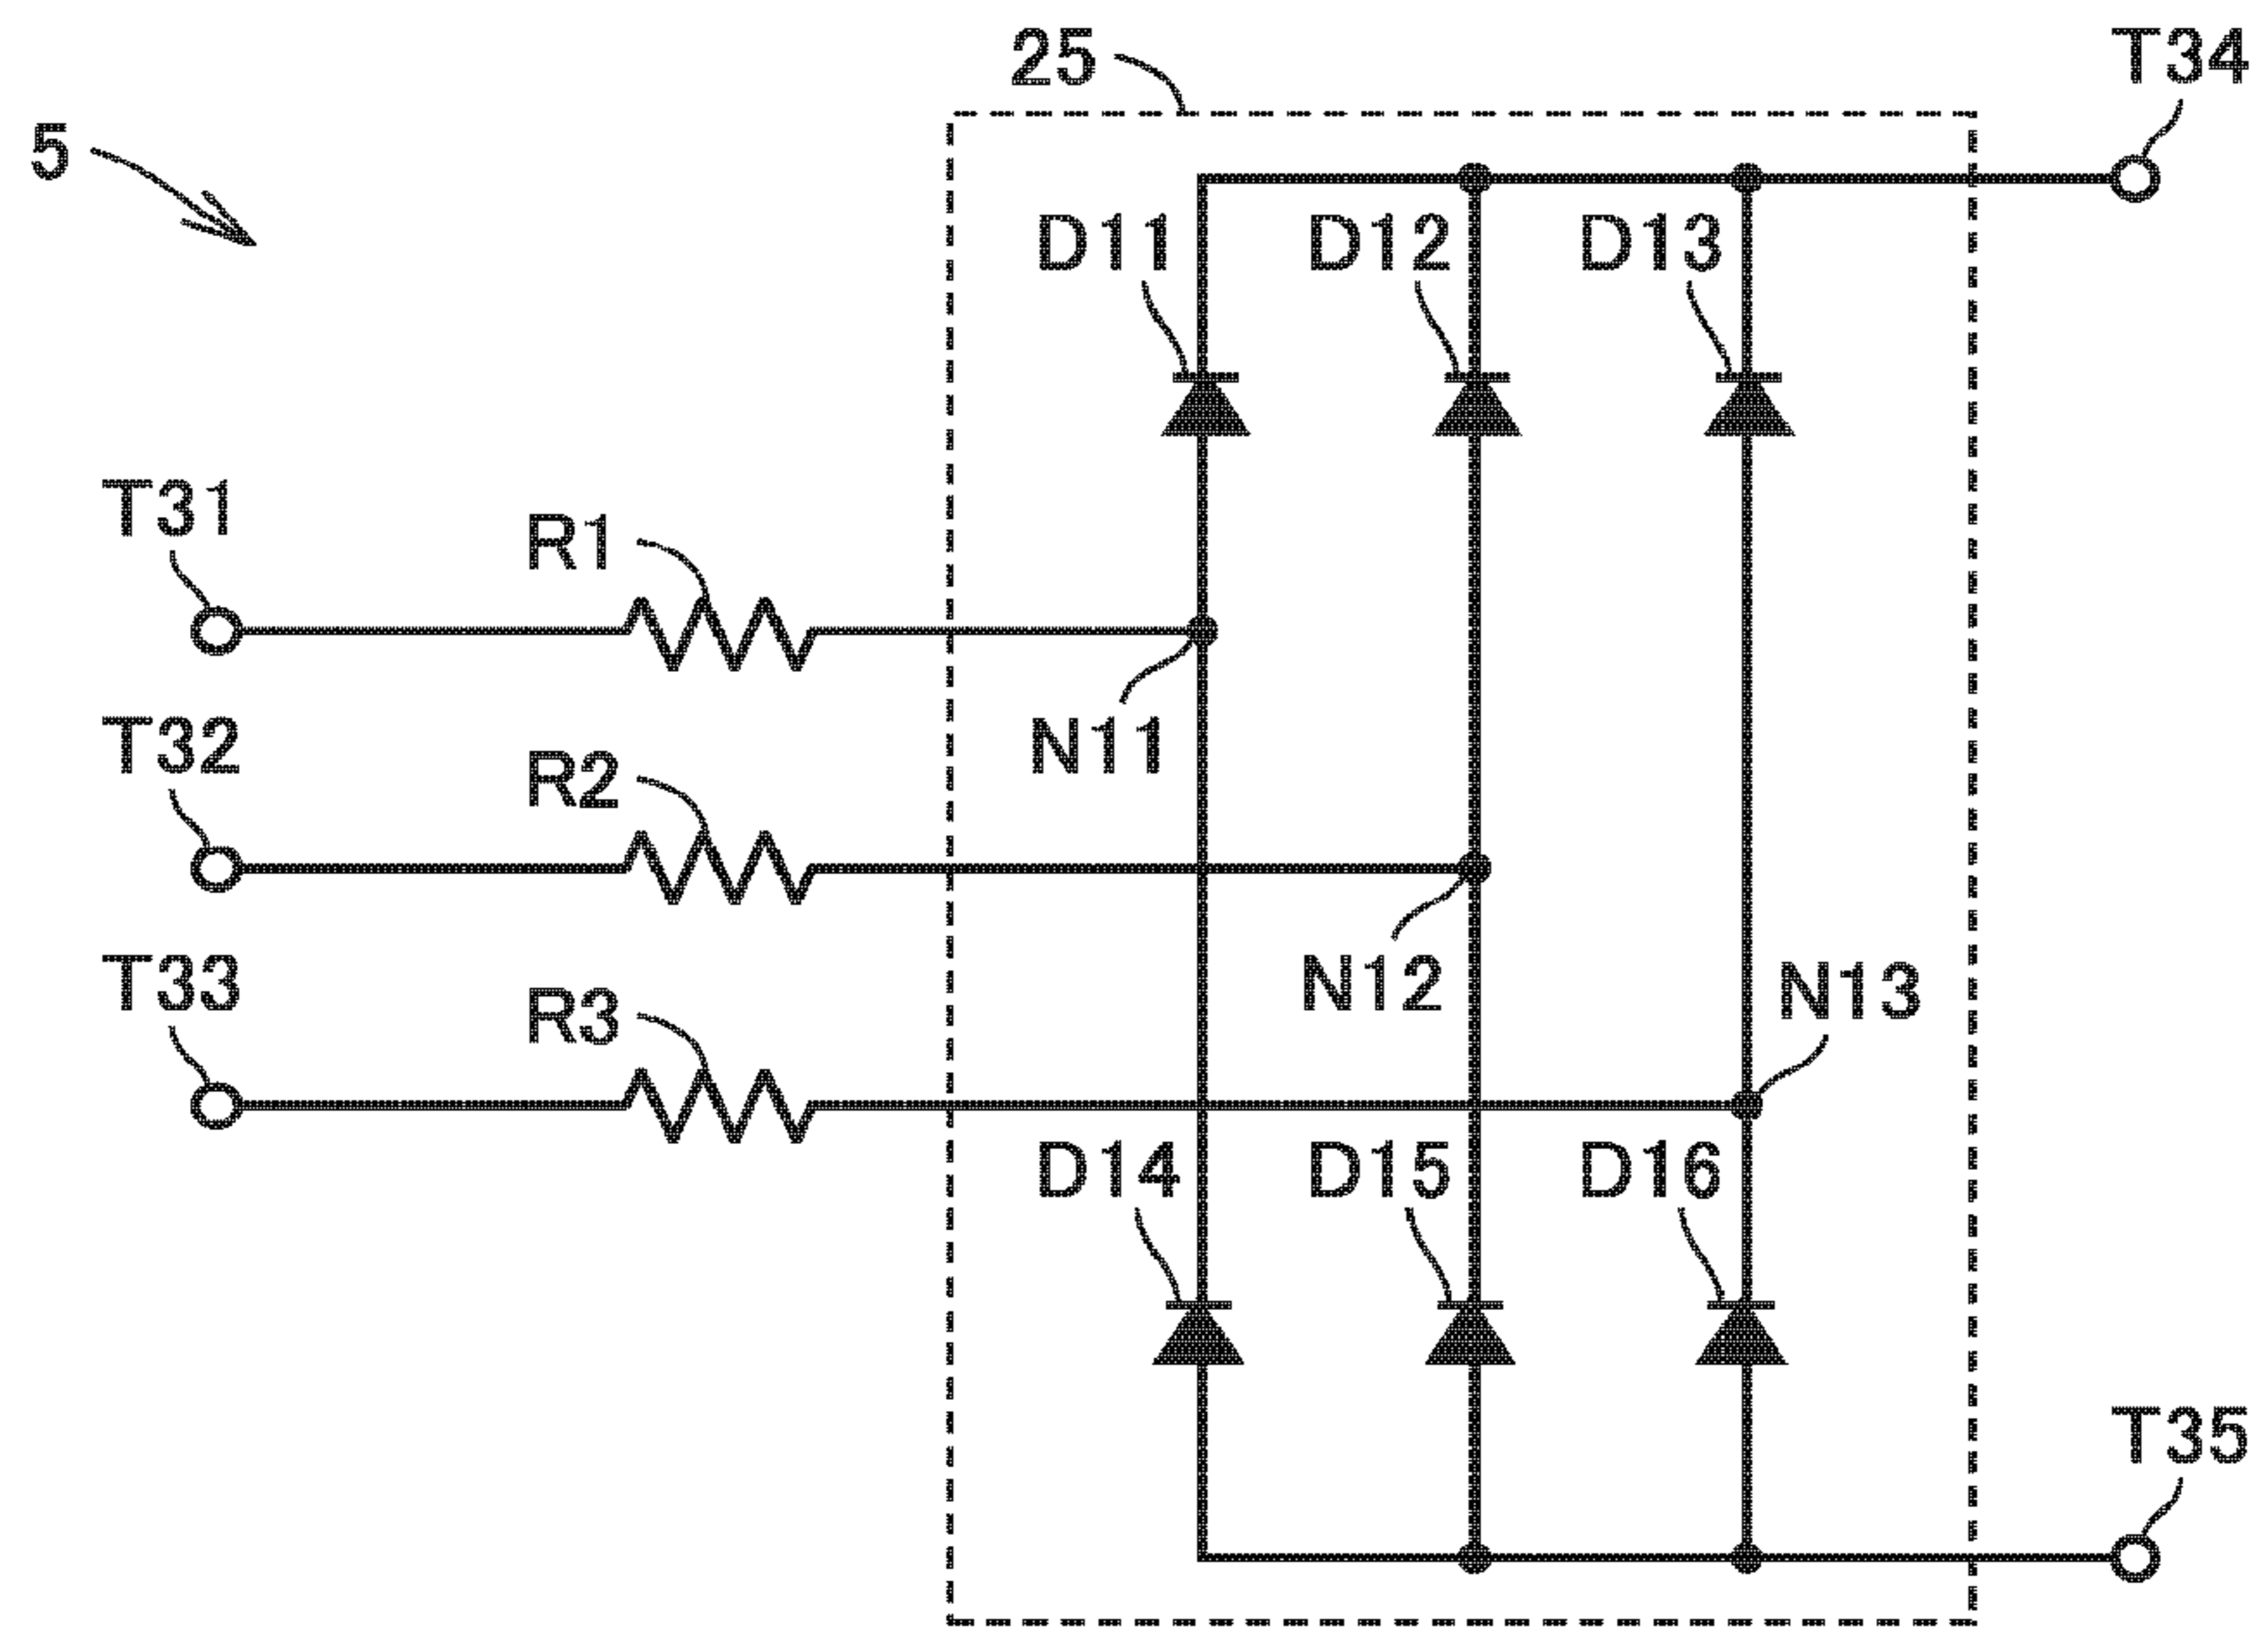 25
T34
5
D11 D12 D13
T31
R1
N11
T32
R2
N12
T33
R3
N13
D14 D15 D16
T35